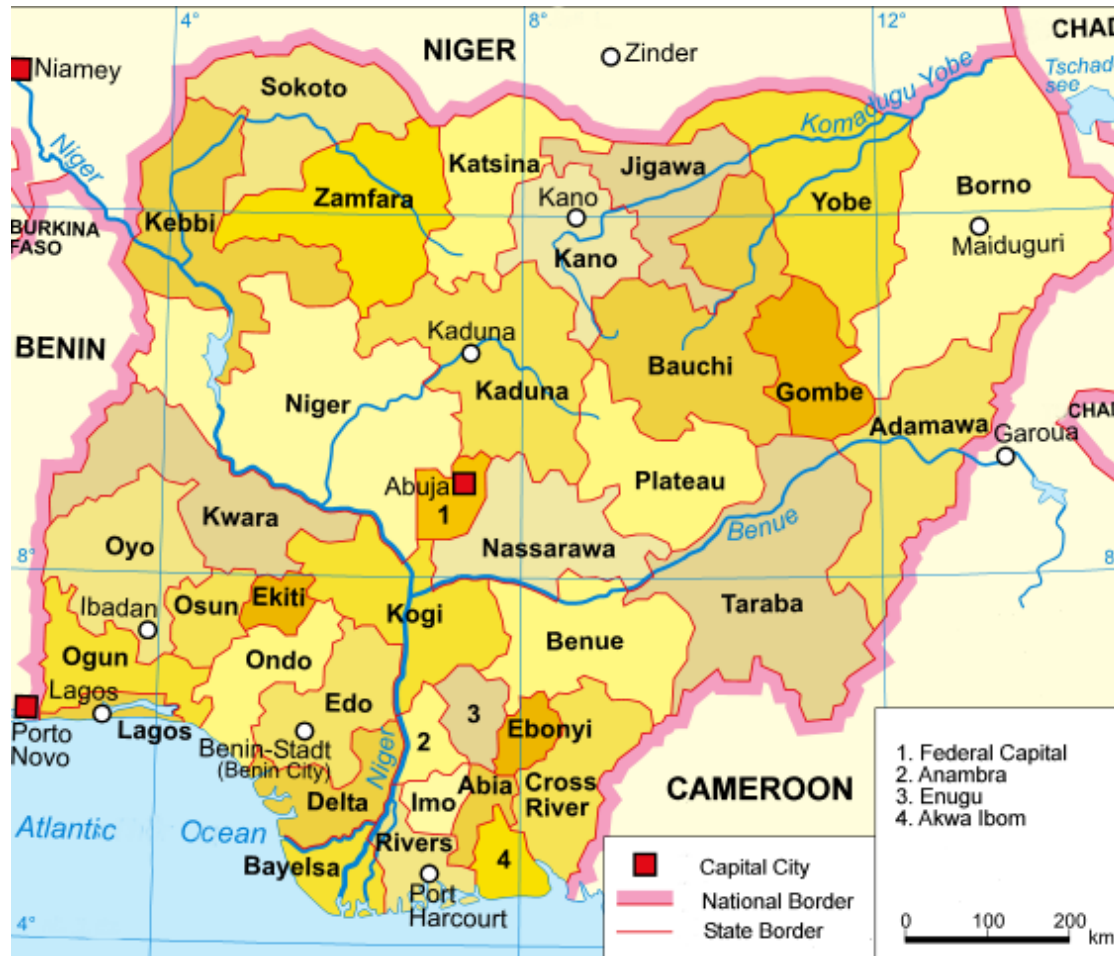 4°
8°
12°
NIGER
Zinder
CHAD
Niamey
Tschad
see
Sokoto
Komadugu Yobe
Niger
Katsina
Jigawa
Zamfara
Kano
Yobe
Borno
Kebbi
BURKINA
FASO
Kano
Maiduguri
BENIN
Kaduna
Bauchi
Niger
Kaduna
Gombe
CHA
Adamawa
Garoua
Abuja
Plateau
1
Kwara
Benue
Oyo
Nassarawa
8°
8
Ibadan
Osun
Ekiti
Kogi
Taraba
Benue
Ogun
Ondo
Lagos
Edo
3
Porto
Novo
Lagos
Benin-Stadt
(Benin City)
Niger
2
Ebonyi
Abia
Cross
River
CAMEROON
Delta
Imo
Atlantic Ocean
Rivers
4
Bayelsa
Port
Harcourt
4°
1. Federal Capital
2. Anambra
3. Enugu
4. Akwa Ibom
Capital City
National Border
State Border
0 100 200
km